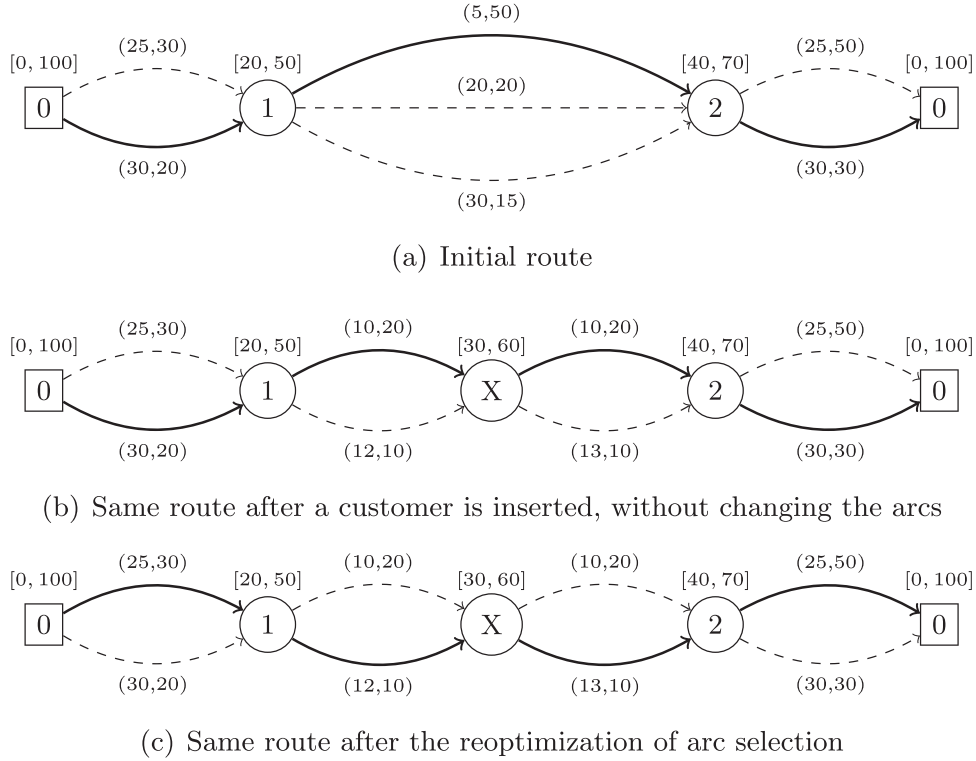 (5,50)
(25,30) (25,50)
[0, 100] [20, 50] [40, 70] [0, 100]
(20,20)
0 1 2 0
(30,20) (30,30)
(30,15)
(a) Initial route
(25,30) (10,20) (10,20) (25,50)
[0, 100] [20, 50] [30, 60] [40, 70] [0, 100]
0 1 X 2 0
(30,20) (12,10) (13,10) (30,30)
(b) Same route after a customer is inserted, without changing the arcs
(25,30) (10,20) (10,20) (25,50)
[0, 100] [20, 50] [30, 60] [40, 70] [0, 100]
0 1 X 2 0
(30,20) (12,10) (13,10) (30,30)
(c) Same route after the reoptimization of arc selection